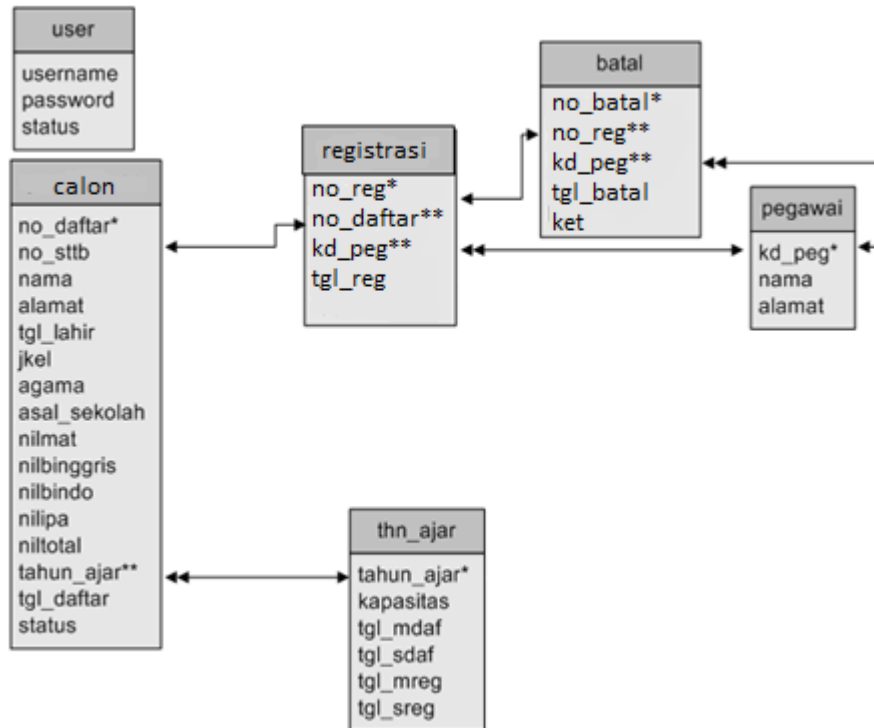 user
username
password
status
calon
no_daftar*
no_sttb
nama
alamat
tgl_lahir
jkel
agama
asal_sekolah
nilmat
nilbinggris
nilbindo
nilipa
niltotal
tahun_ajar**
tgl_daftar
status
registrasi
no_reg*
no_daftar**
kd_peg**
tgl_reg
batal
no_batal*
no_reg**
kd_peg**
tgl_batal
ket
pegawai
kd_peg*
nama
alamat
thn_ajar
tahun_ajar*
kapasitas
tgl_mdaf
tgl_sdaf
tgl_mreg
tgl_sreg